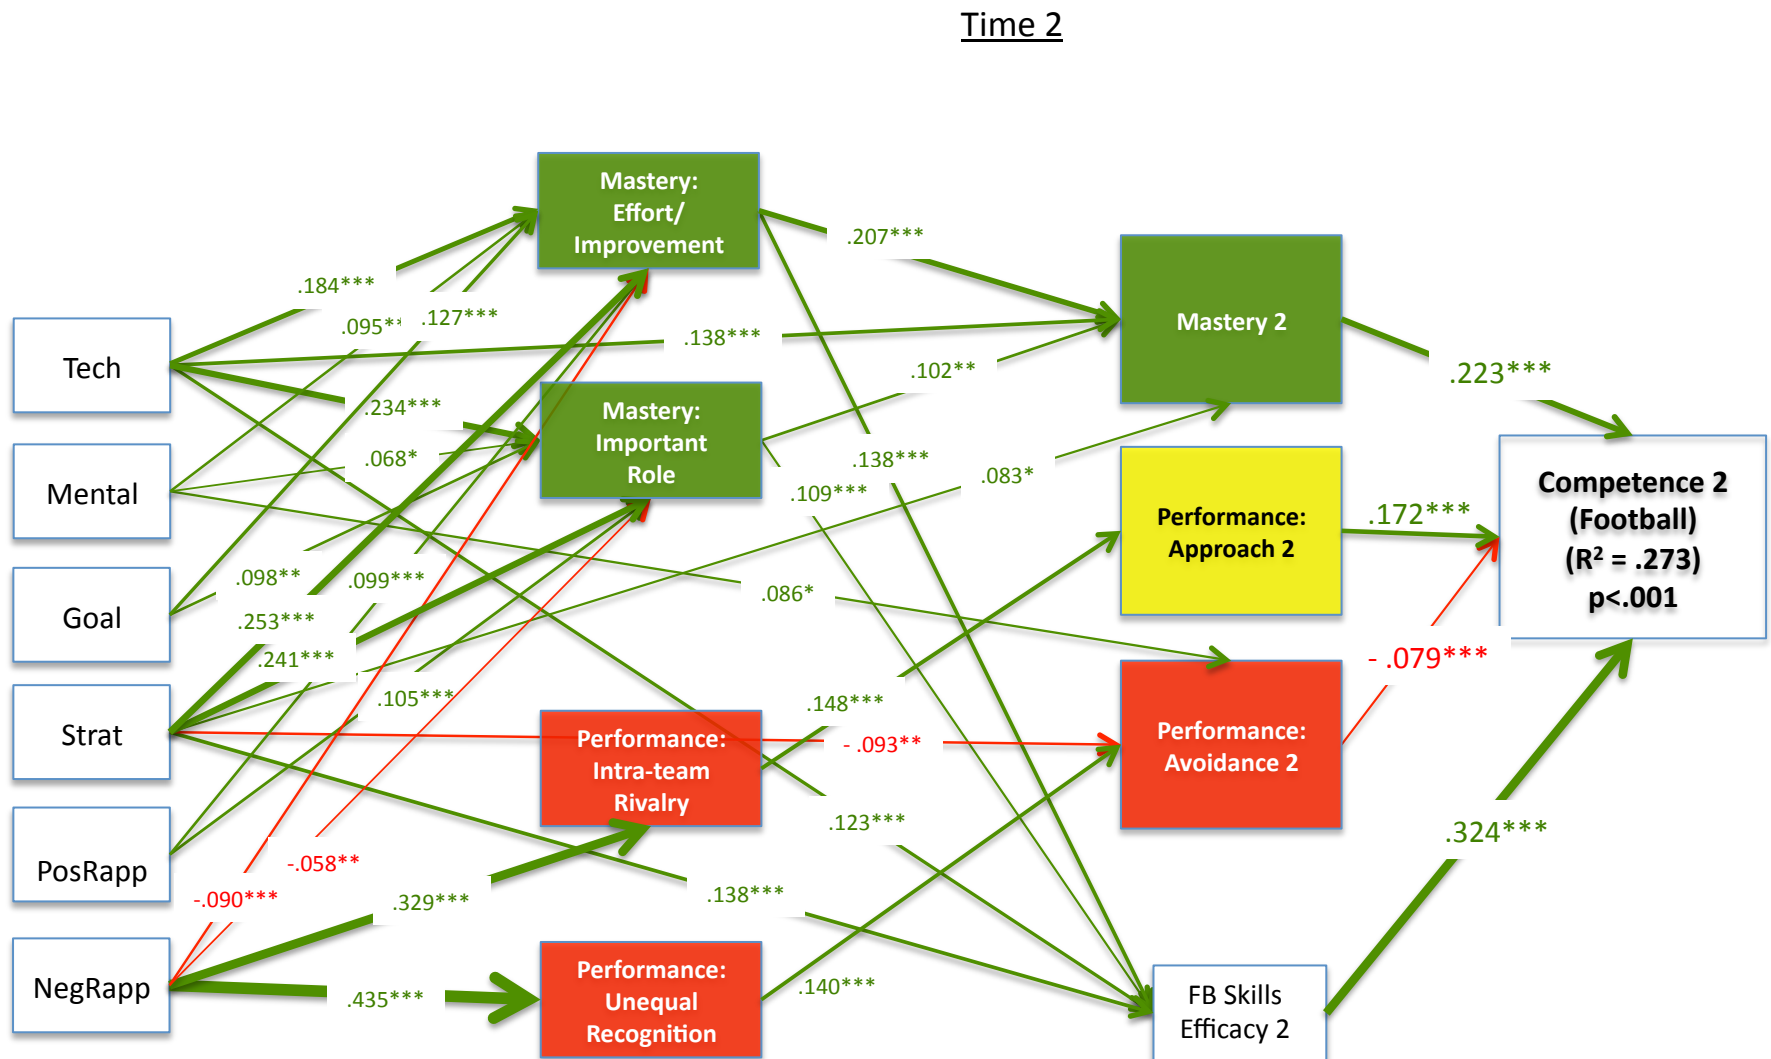 Time 2
Mastery:
Effort/
Improvement
.207***
.184***
.095**
.127***
Tech
.138***
Mastery 2
.102**
.223***
.234***
Mastery:
Important
Role
.068*
.138***
.083*
.109***
Mental
Performance:
Approach 2
.172***
Competence 2
(Football)
(R² = .273)
p<.001
.098**
.099***
.086*
Goal
.253***
.241***
- .079***
.105***
.148***
Strat
Performance:
Intra-team
Rivalry
- .093**
Performance:
Avoidance 2
.123***
.324***
PosRapp
-.058**
-.090***
.329***
.138***
NegRapp
.435***
Performance:
Unequal
Recognition
.140***
FB Skills
Efficacy 2